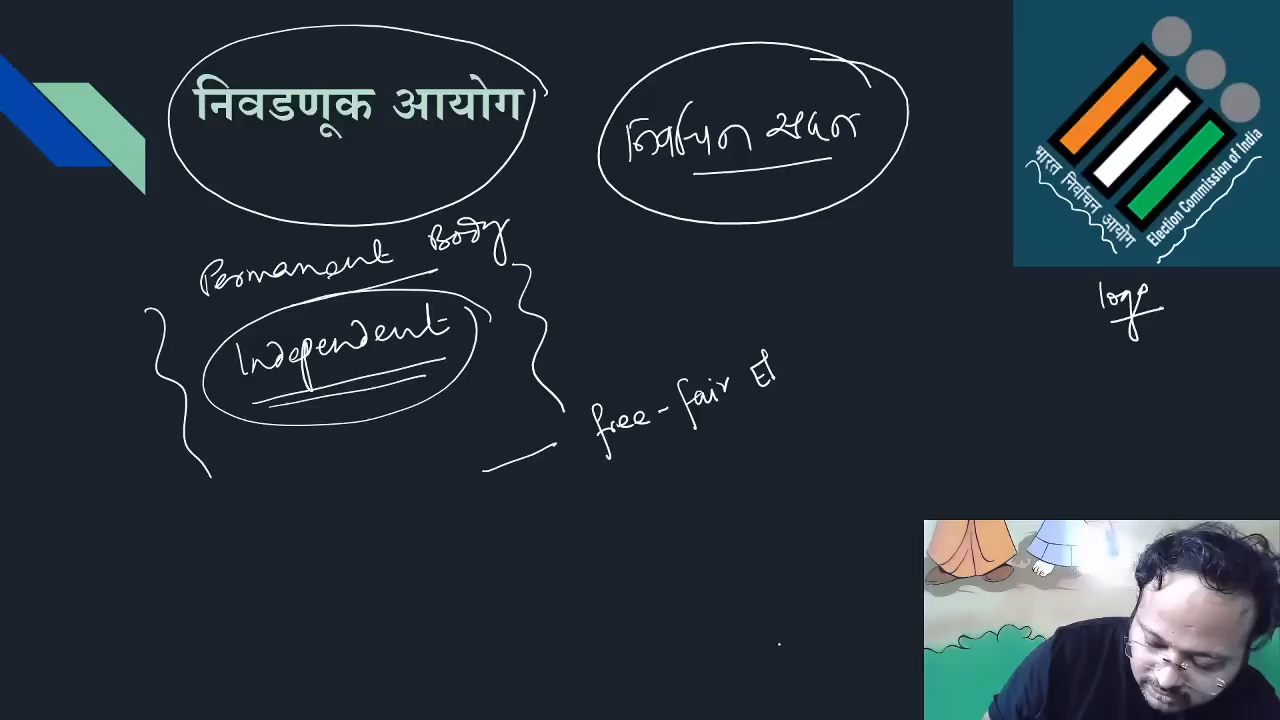 निवडणूक आयोग
निर्वाचन सदन
भारत निर्वाचन आयोग
Election Commission of India
logo
Permanent Body
Independent
free - fair El